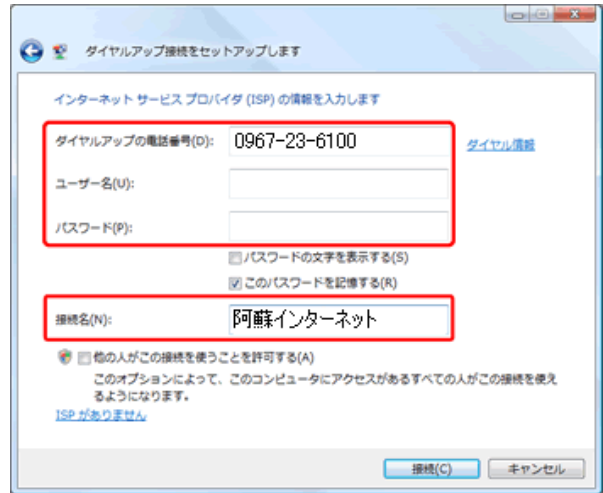 ダイヤルアップ接続をセットアップします
インターネット サービス プロバイダ (ISP) の情報を入力します
ダイヤルアップの電話番号(D): 0967-23-6100 ダイヤル情報
ユーザー名(U):
パスワード(P):
パスワードの文字を表示する(S)
このパスワードを記憶する(R)
接続名(N): 阿蘇インターネット
他の人がこの接続を使うことを許可する(A)
このオプションによって、このコンピュータにアクセスがあるすべての人がこの接続を使え
るようになります。
ISP がありません
接続(C) キャンセル